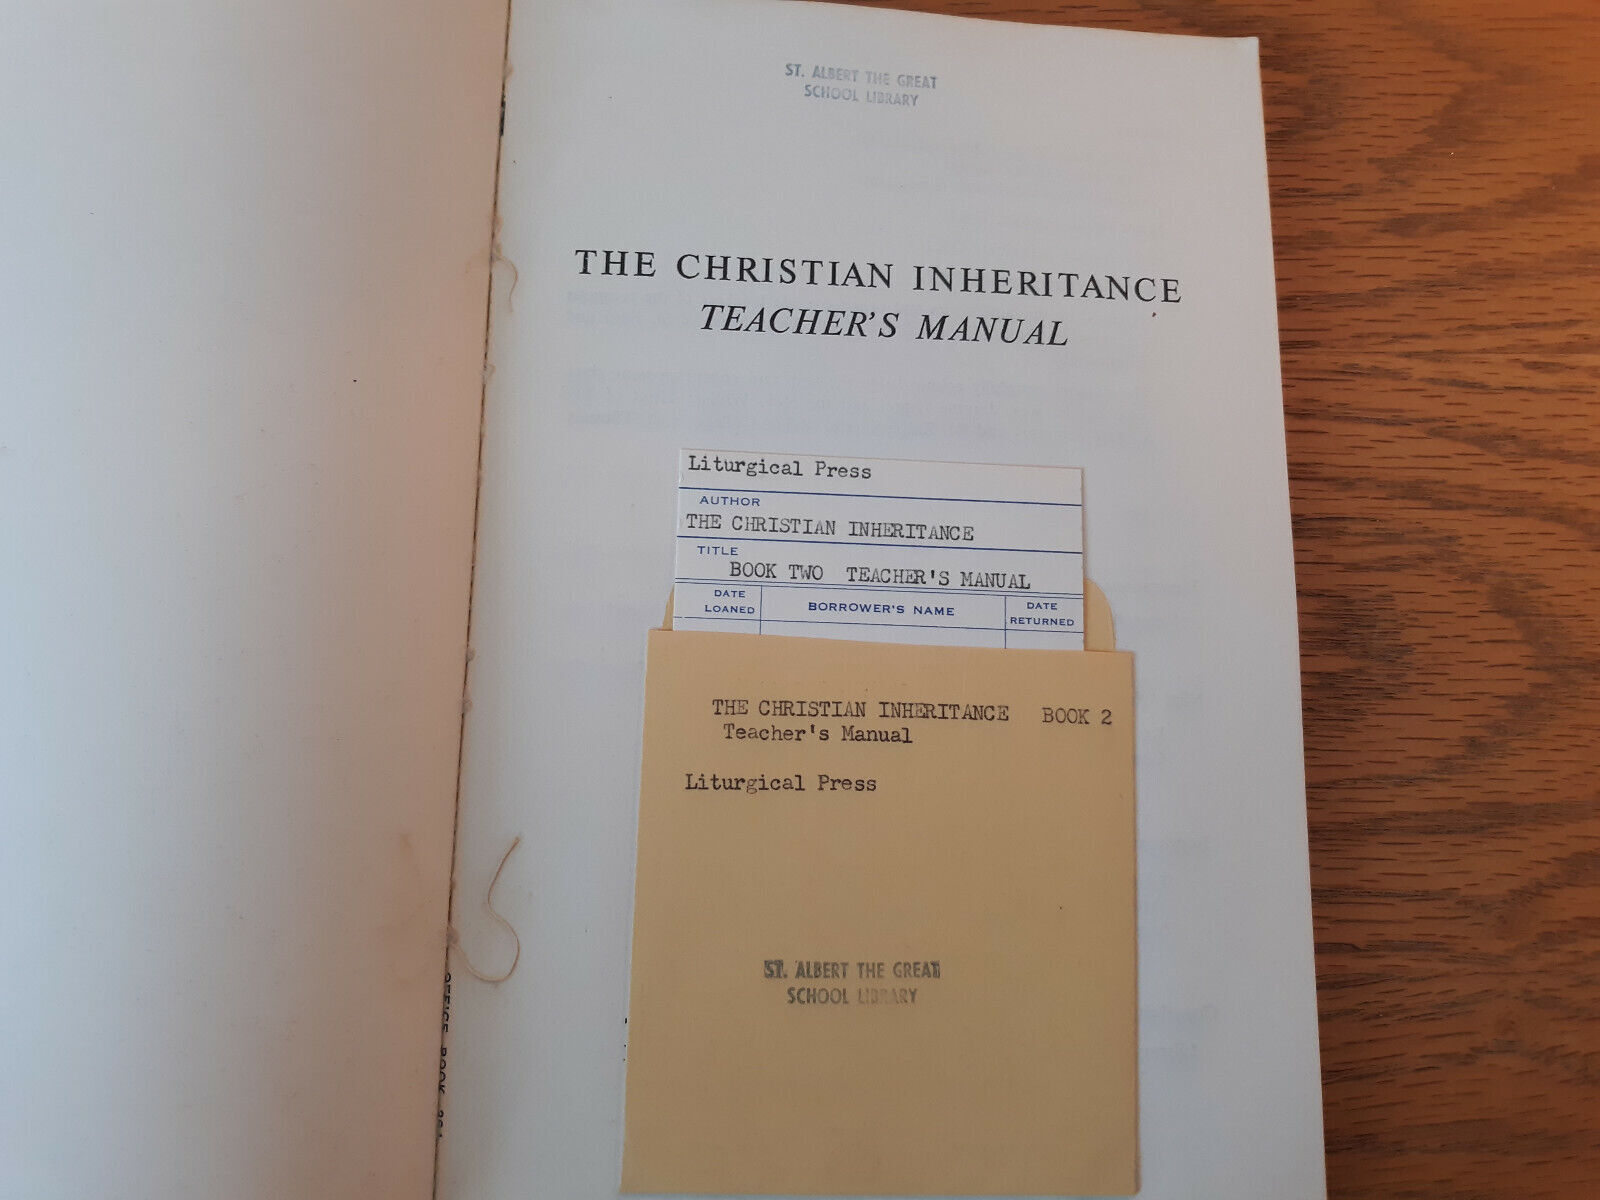 ST. ALBERT THE GREAT
SCHOOL LIBRARY
THE CHRISTIAN INHERITANCE
TEACHER'S MANUAL
Liturgical Press
AUTHOR
THE CHRISTIAN INHERITANCE
TITLE
BOOK TWO TEACHER'S MANUAL
DATE LOANED
BORROWER'S NAME
DATE RETURNED
THE CHRISTIAN INHERITANCE BOOK 2
Teacher's Manual
Liturgical Press
ST. ALBERT THE GREAT
SCHOOL LIBRARY